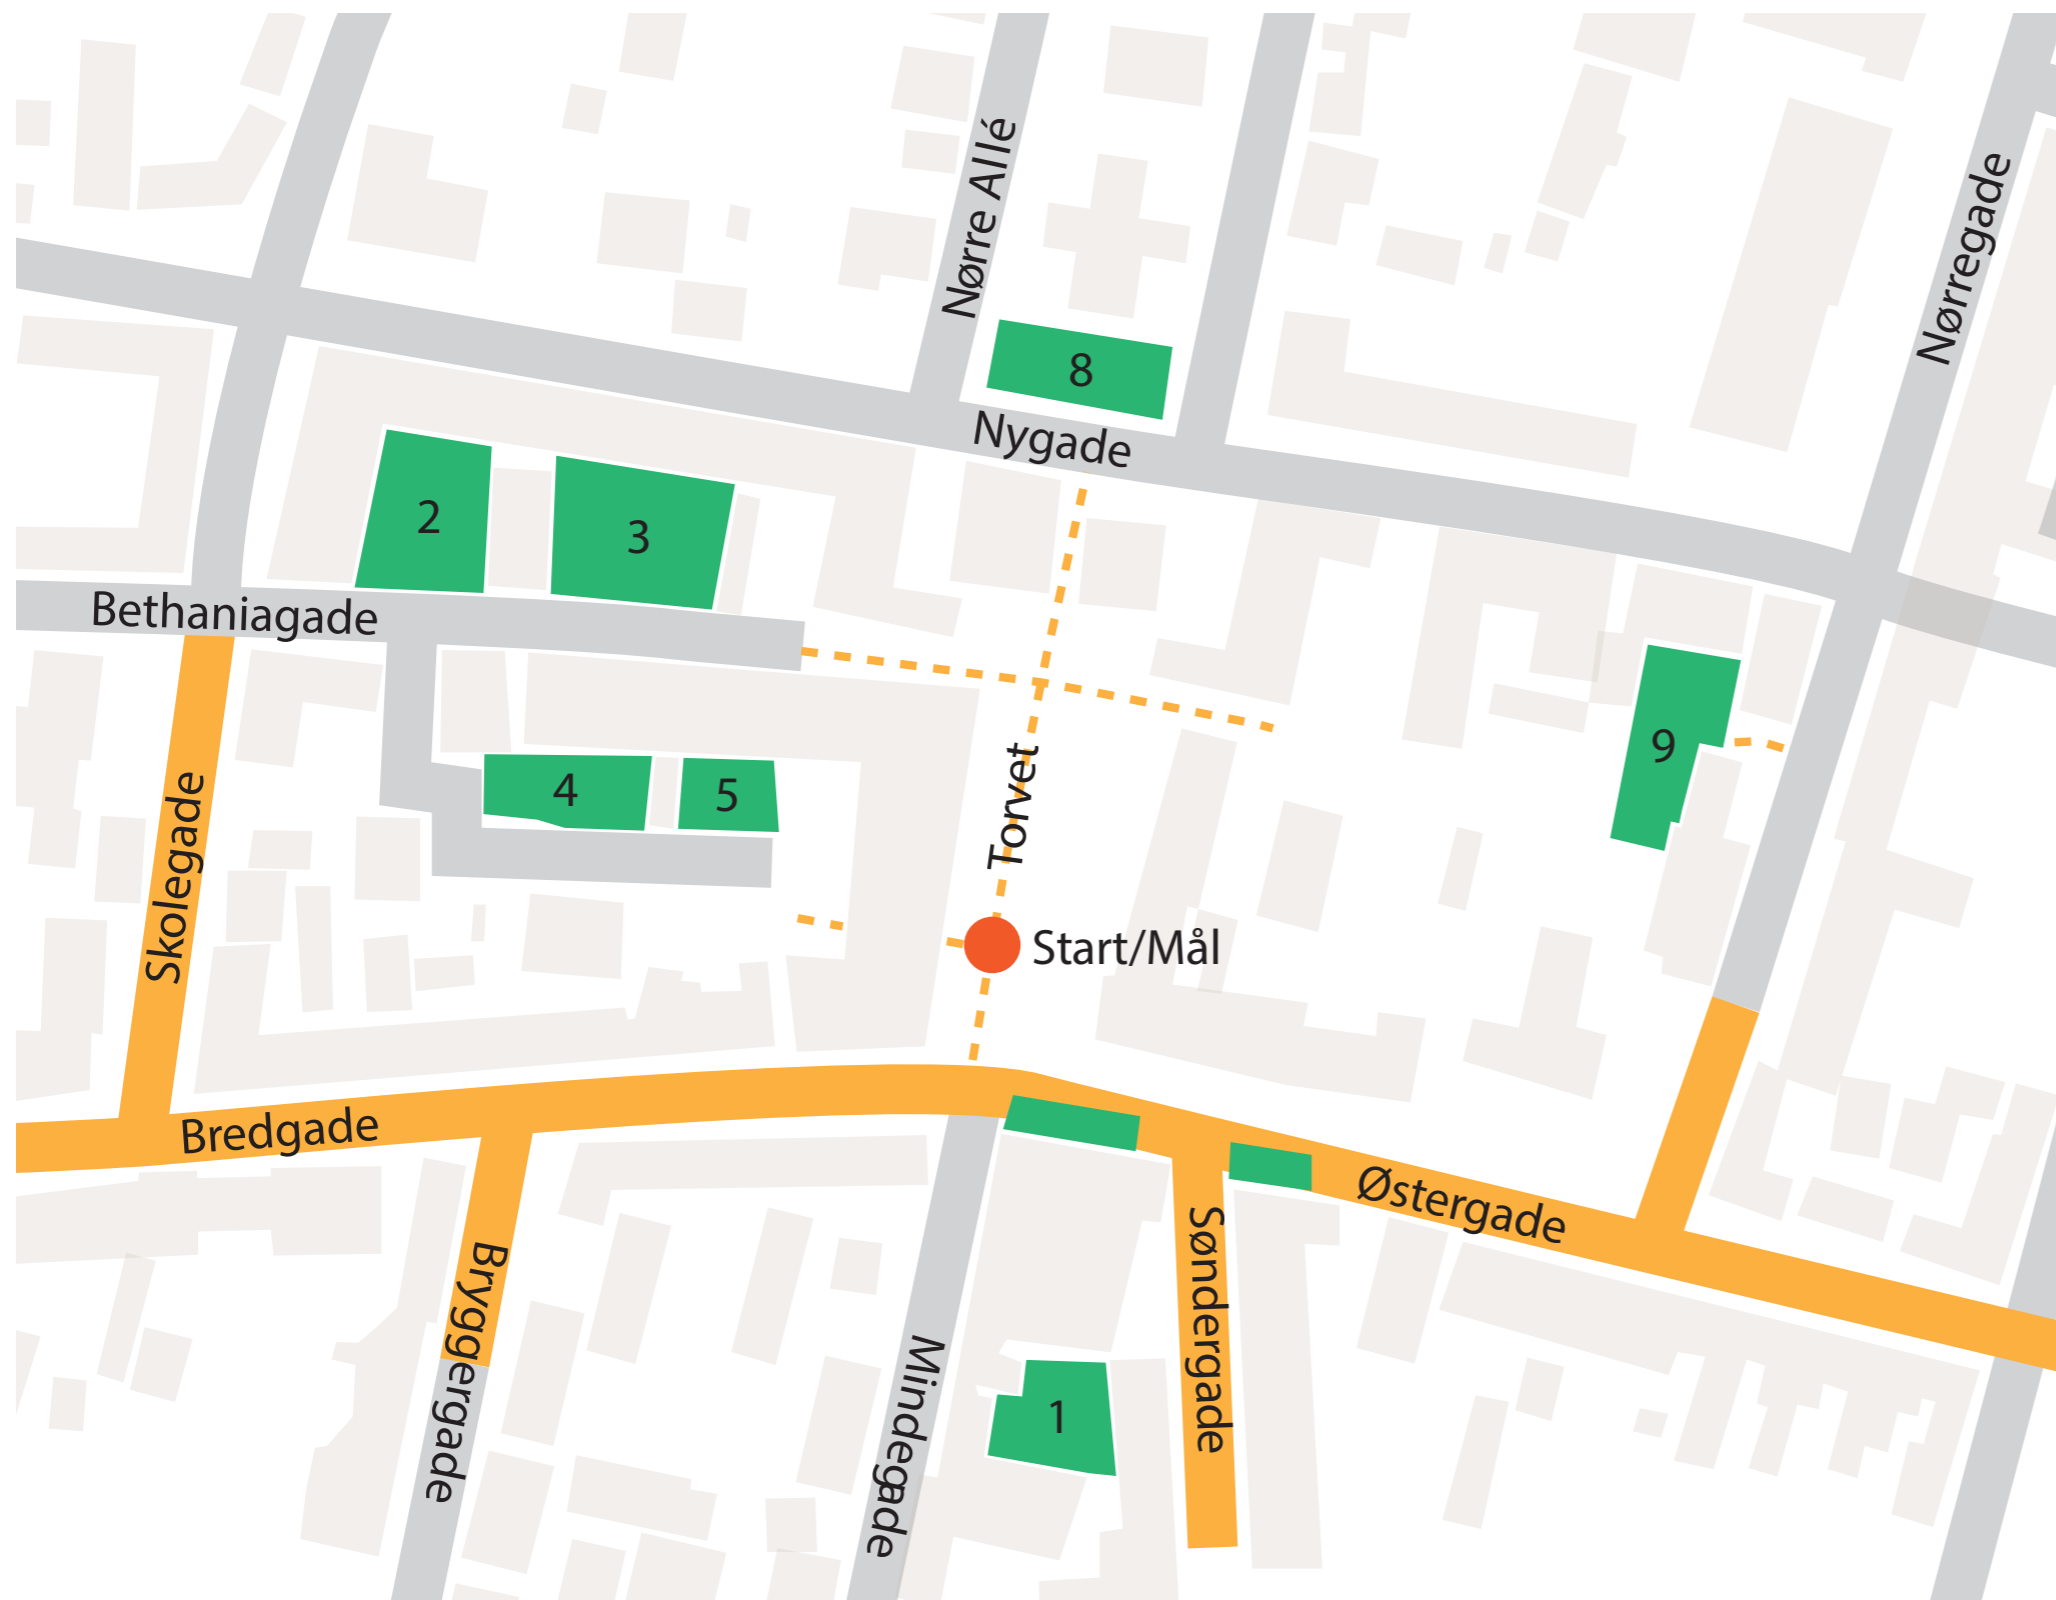 Nørre Allé
Nørregade
8
Nygade
2
3
Bethaniagade
9
4
5
Torvet
Skolegade
Start/Mål
Bredgade
Østergade
Søndergade
Bryggergade
Mindegade
1